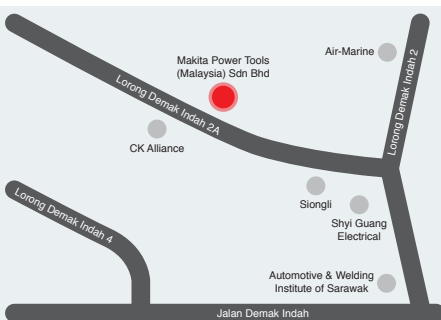 Air-Marine
Makita Power Tools
(Malaysia) Sdn Bhd
Lorong Demak Indah 2
Lorong Demak Indah 2A
CK Alliance
Siongli
Shyi Guang
Electrical
Lorong Demak Indah 4
Automotive & Welding
Institute of Sarawak
Jalan Demak Indah